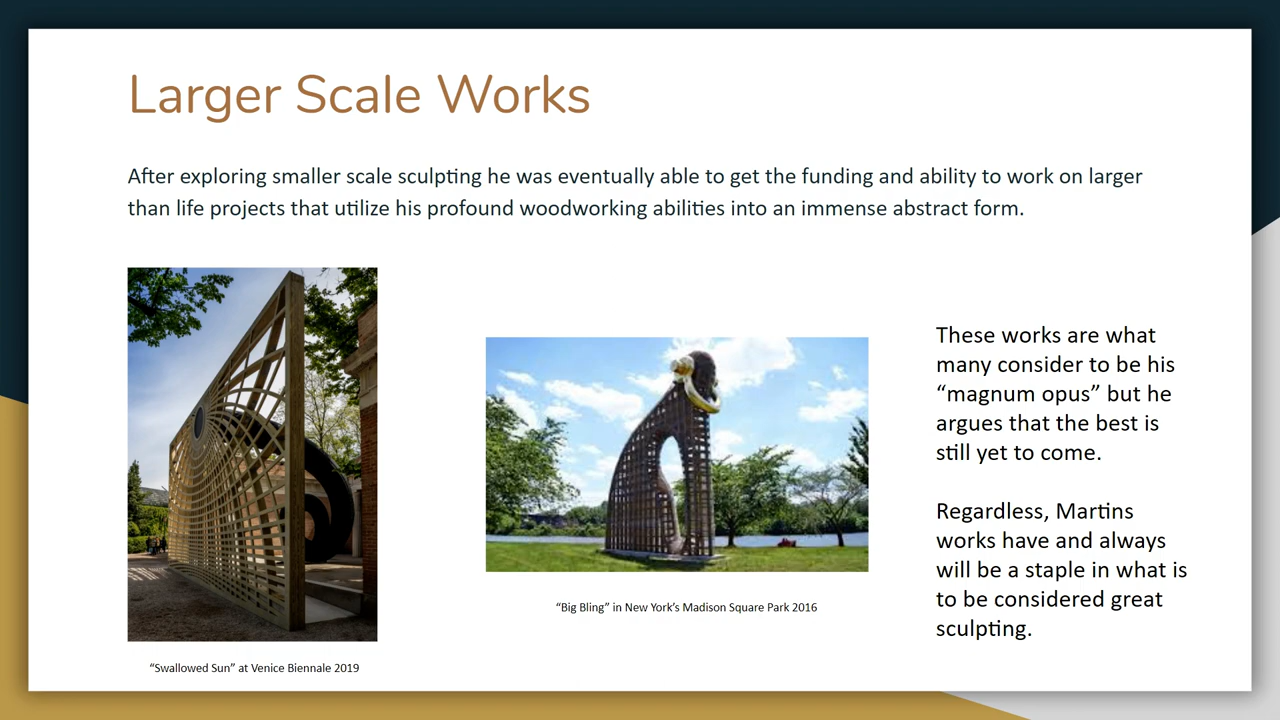 Larger Scale Works
After exploring smaller scale sculpting he was eventually able to get the funding and ability to work on larger
than life projects that utilize his profound woodworking abilities into an immense abstract form.
These works are what
many consider to be his
“magnum opus” but he
argues that the best is
still yet to come.
Regardless, Martins
works have and always
will be a staple in what is
to be considered great
sculpting.
“Big Bling” in New York’s Madison Square Park 2016
“Swallowed Sun” at Venice Biennale 2019